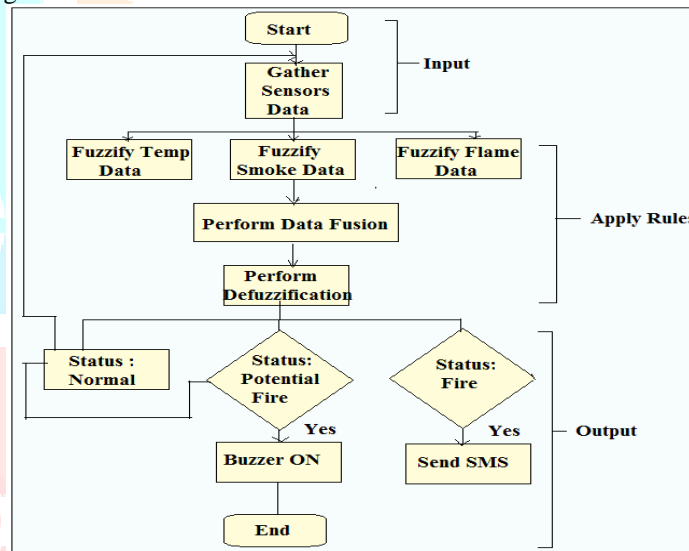 Start
Input
Gather
Sensors
Data
Fuzzify Temp
Data
Fuzzify
Smoke Data
Fuzzify Flame
Data
Perform Data Fusion
Apply Rules
Perform
Defuzzification
Status :
Normal
Status:
Potential
Fire
Status:
Fire
Yes
Yes
Output
Buzzer ON
Send SMS
End